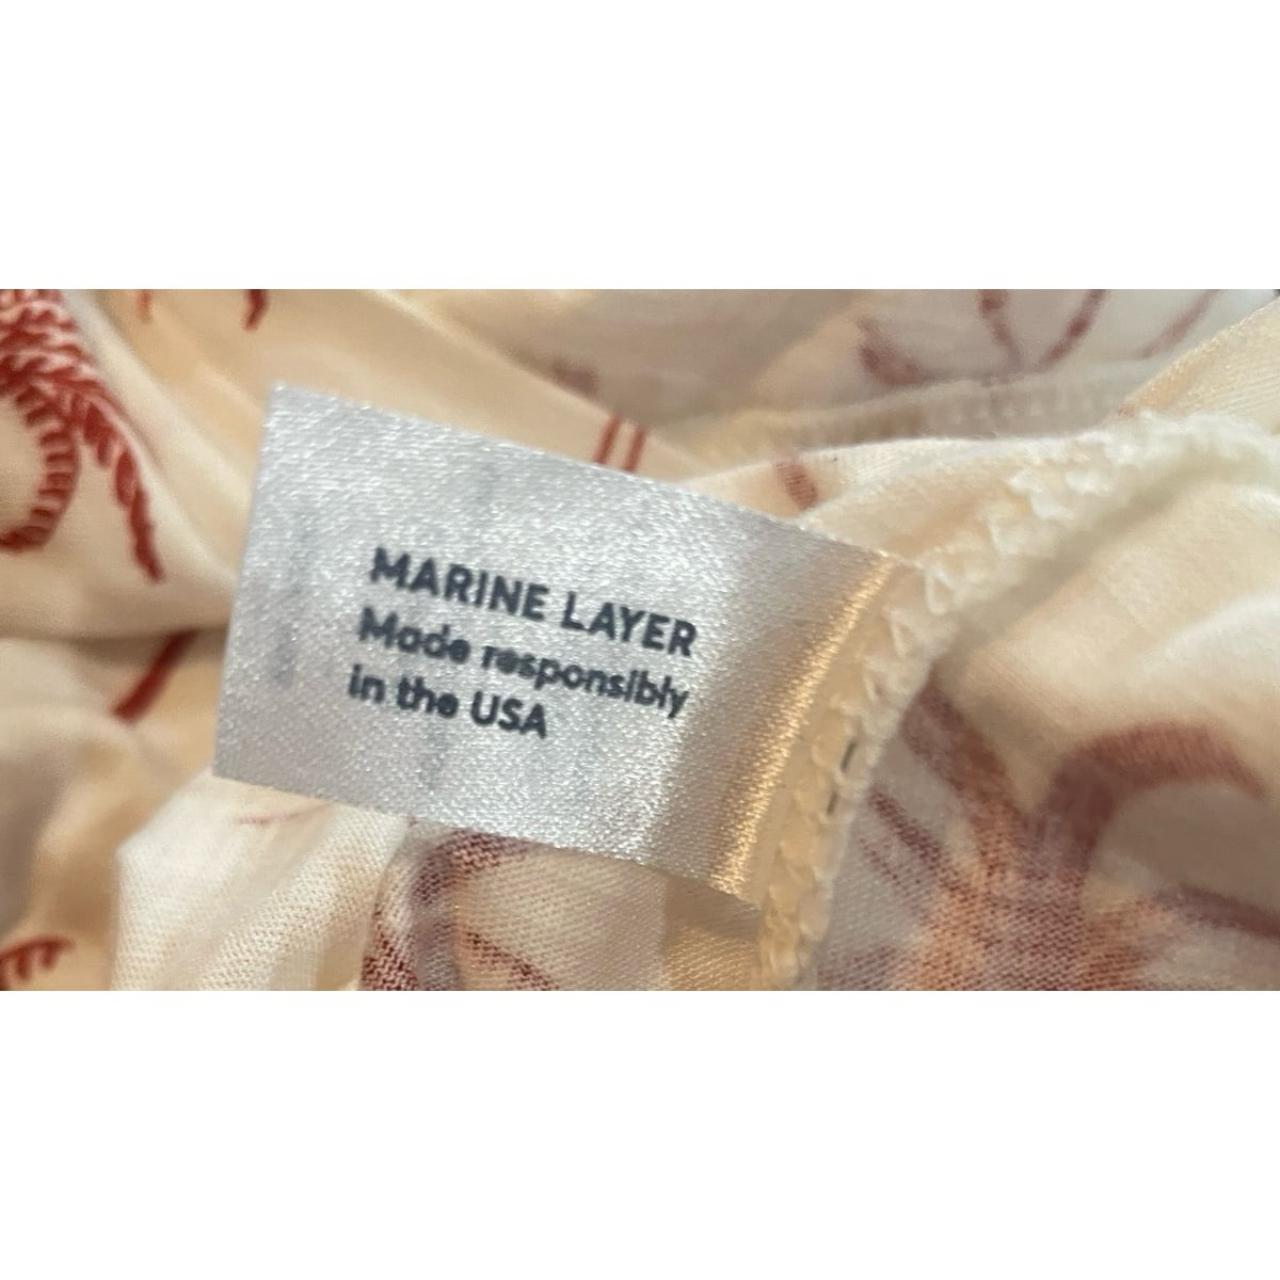 MARINE LAYER
Made responsibly
in the USA